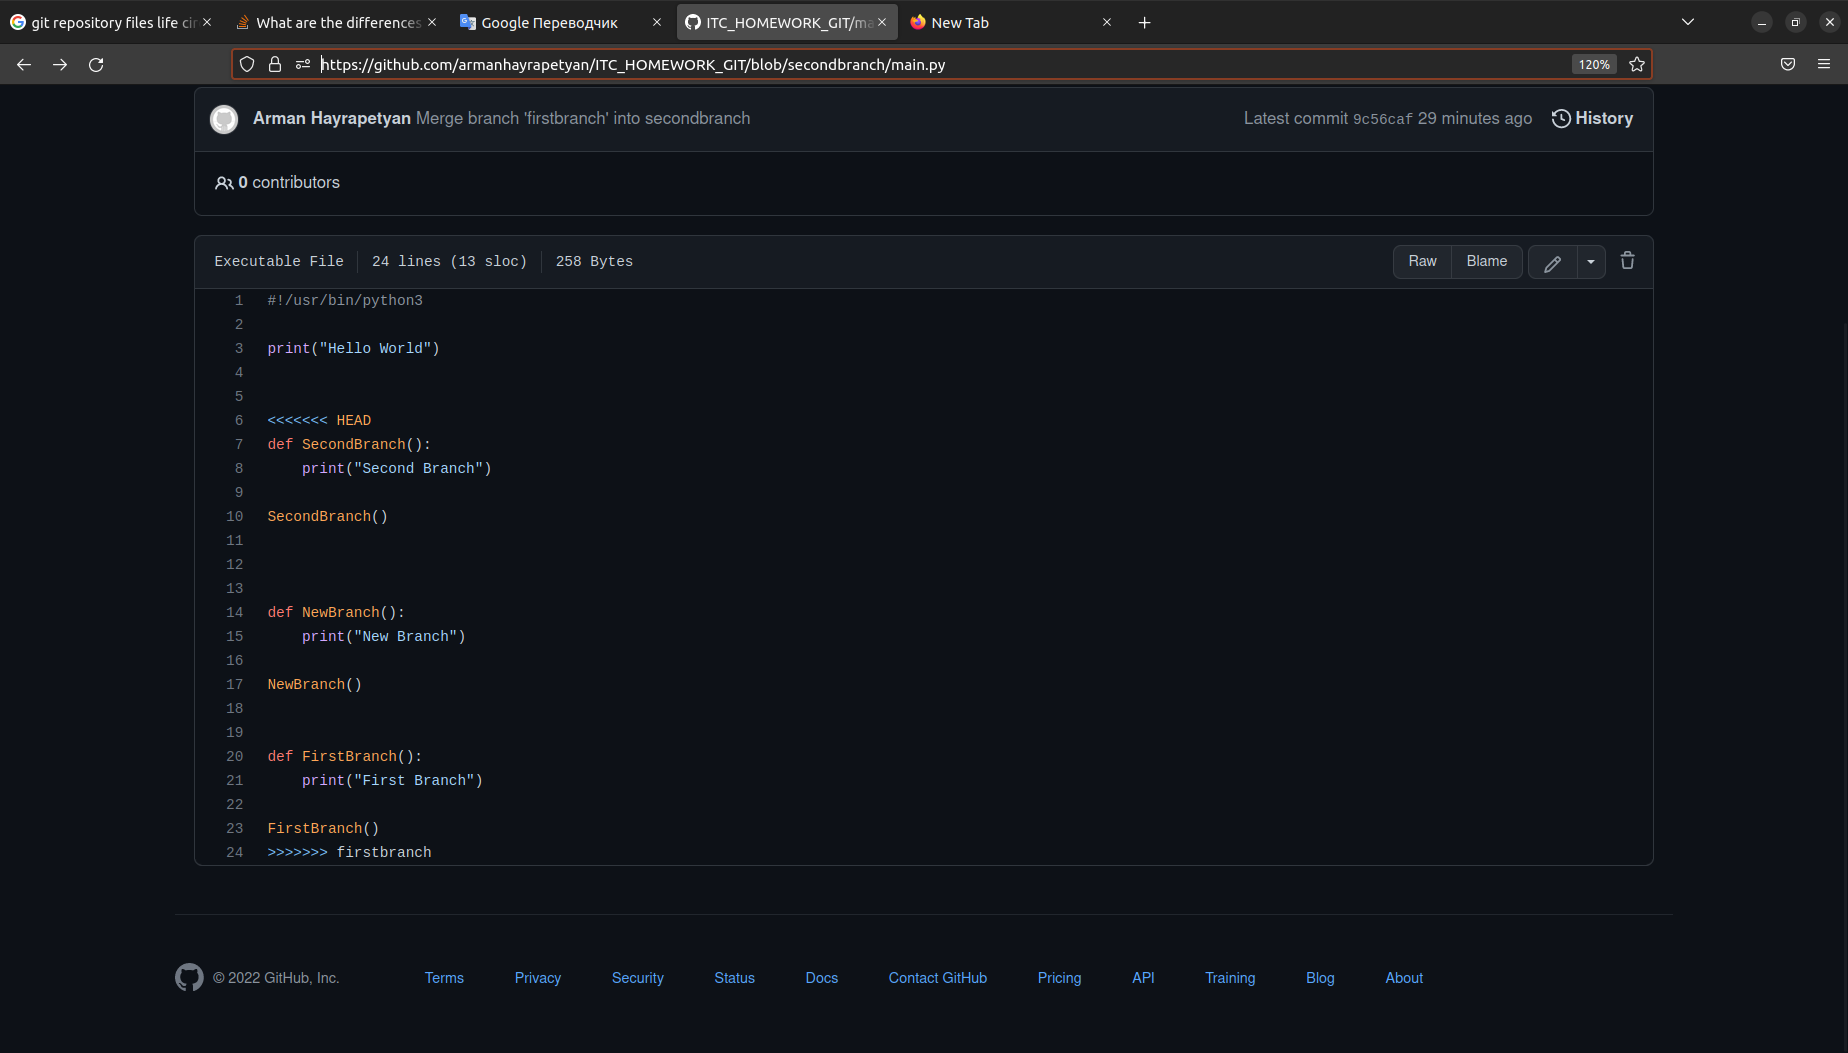 git repository files life cir
What are the differences
Google Переводчик
ITC_HOMEWORK_GIT/ma
New Tab
https://github.com/armanhayrapetyan/ITC_HOMEWORK_GIT/blob/secondbranch/main.py
120%
Arman Hayrapetyan Merge branch 'firstbranch' into secondbranch
Latest commit 9c56caf 29 minutes ago
History
0 contributors
Executable File
24 lines (13 sloc)
258 Bytes
Raw
Blame
1 #!/usr/bin/python3
2
3 print("Hello World")
4
5
6 <<<<<<< HEAD
7 def SecondBranch():
8     print("Second Branch")
9
10 SecondBranch()
11
12
13
14 def NewBranch():
15     print("New Branch")
16
17 NewBranch()
18
19
20 def FirstBranch():
21     print("First Branch")
22
23 FirstBranch()
24 >>>>>>> firstbranch
© 2022 GitHub, Inc.
Terms
Privacy
Security
Status
Docs
Contact GitHub
Pricing
API
Training
Blog
About